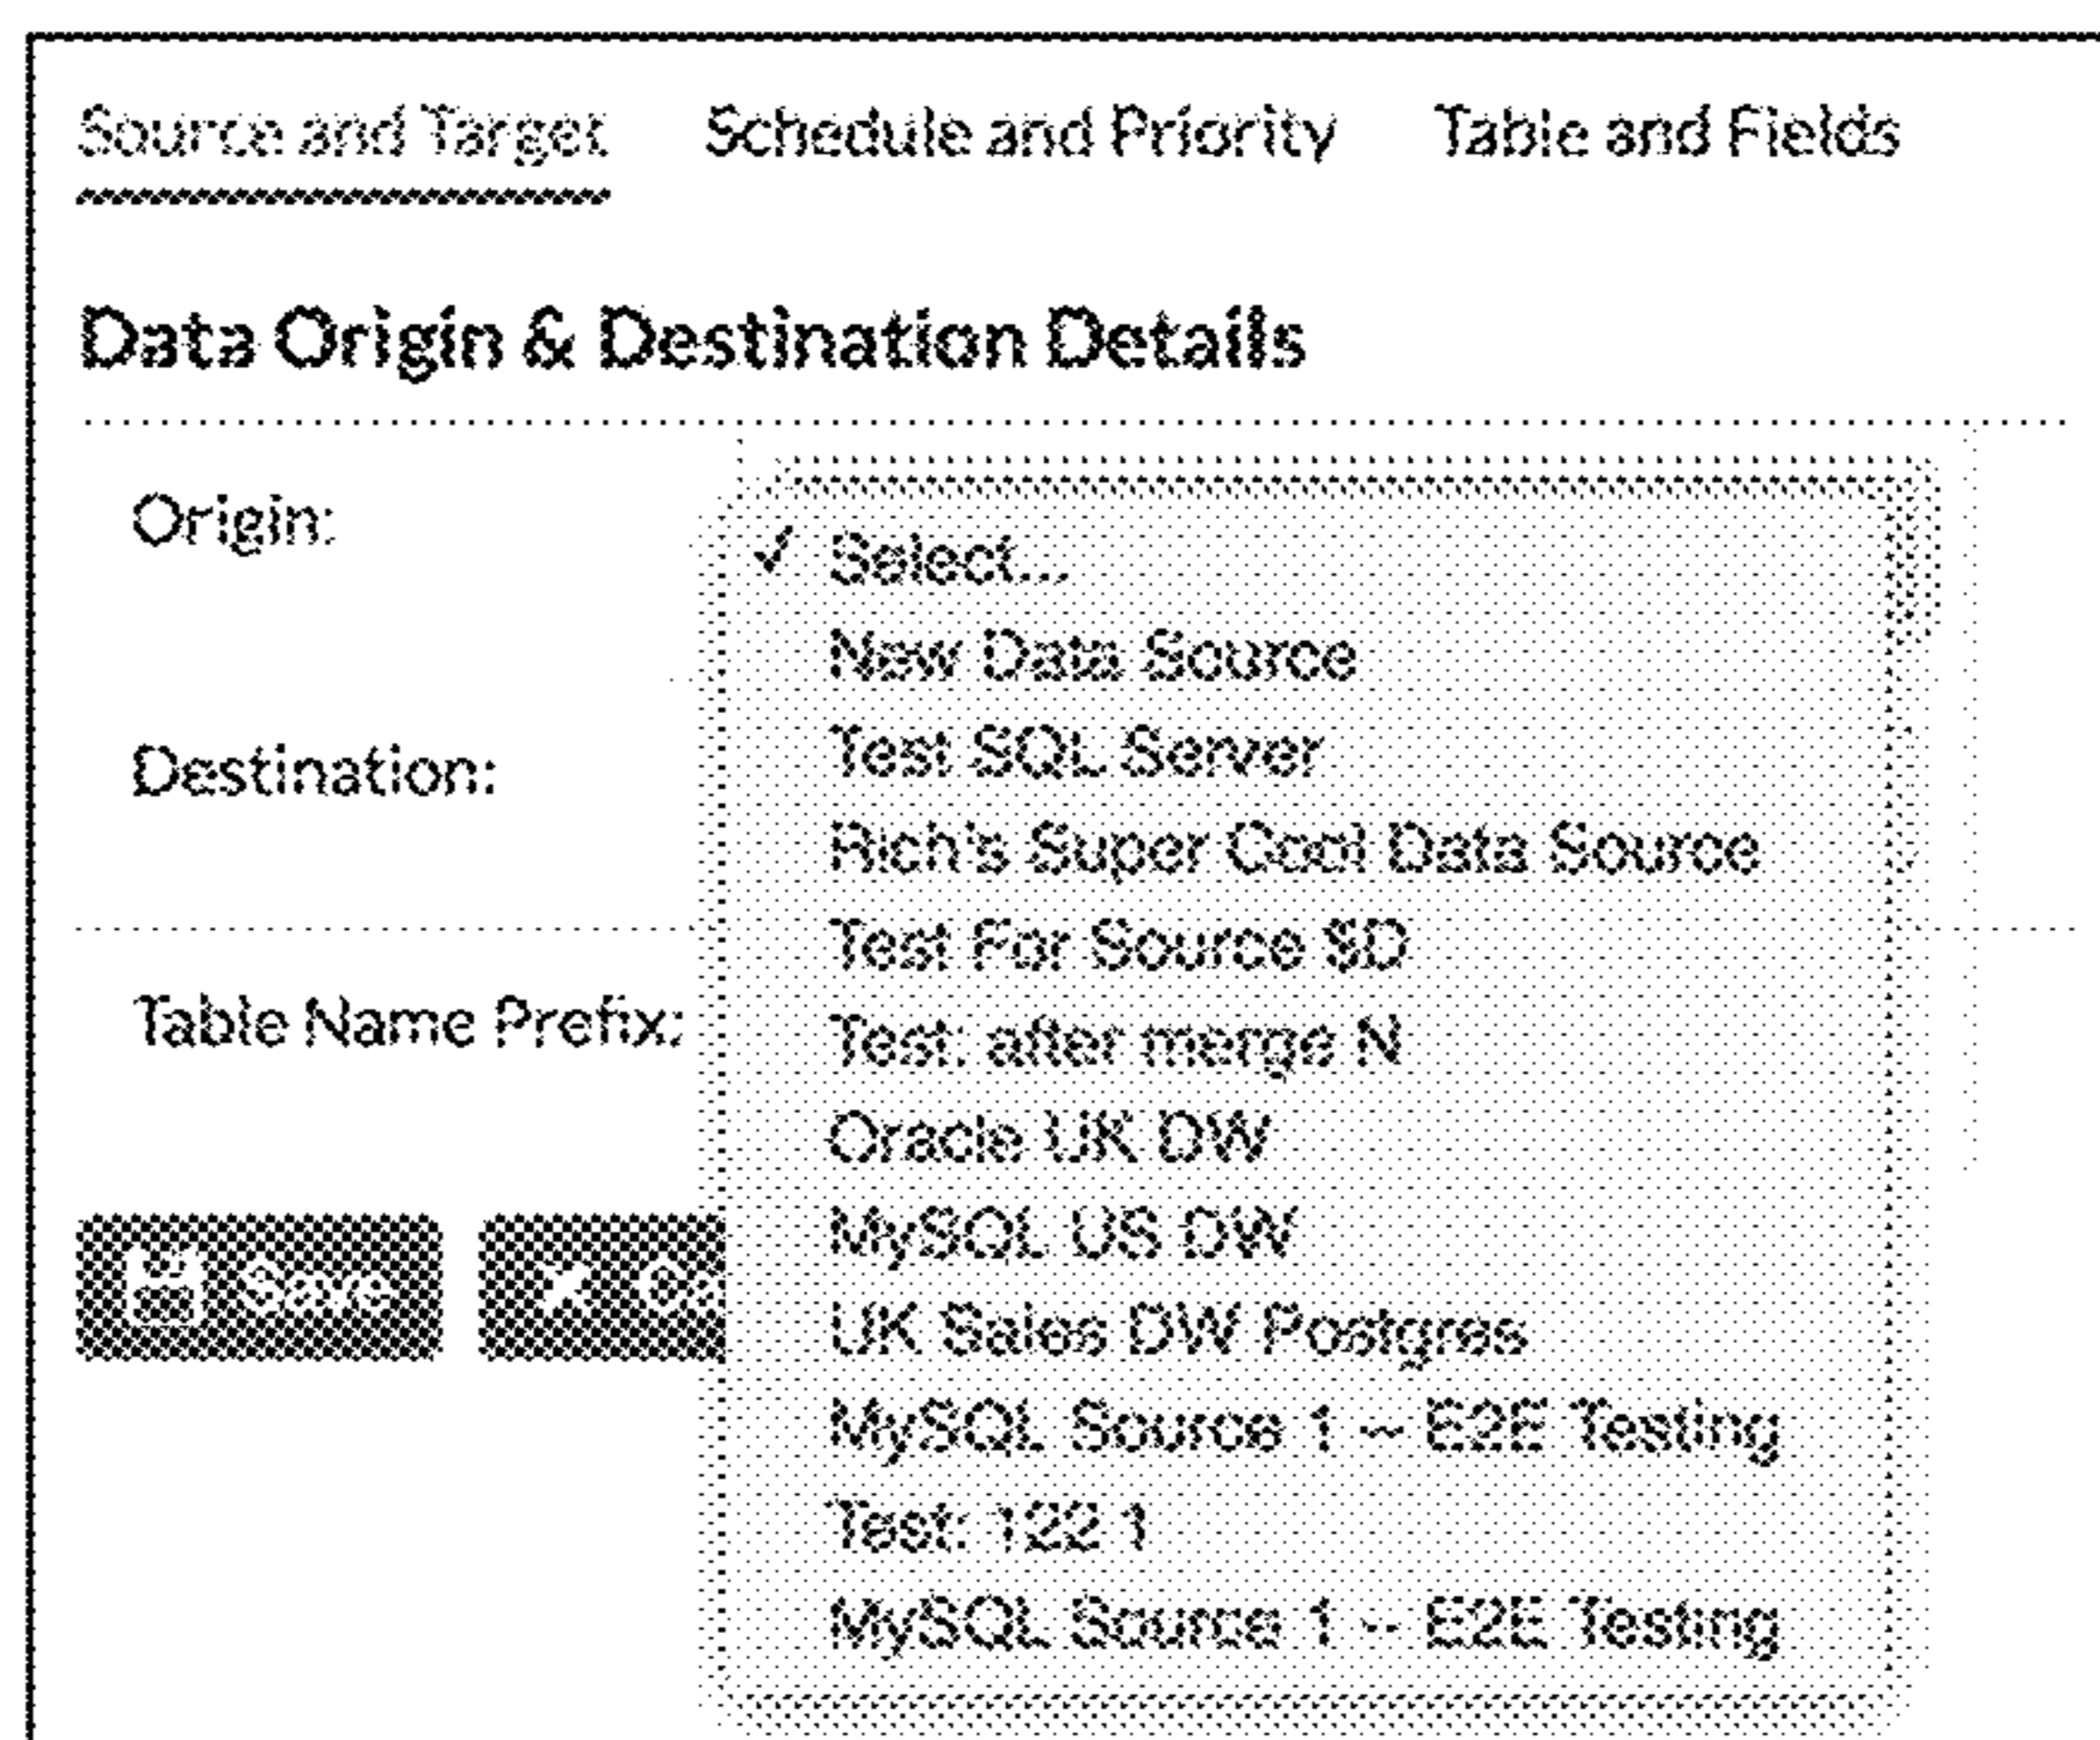 Source and Target Schedule and Priority Table and Fields
Data Origin & Destination Details
Origin:
✓ Select...
New Data Source
Test SQL Server
Destination:
Rich's Super Cool Data Source
Test For Source SD
Test: after merge N
Table Name Prefix:
Oracle UK DW
MySQL US DW
UK Sales DW Postgres
MySQL Source 1 -- E2E Testing
Test: 122 1
MySQL Source 1 -- E2E Testing
Save
Ca